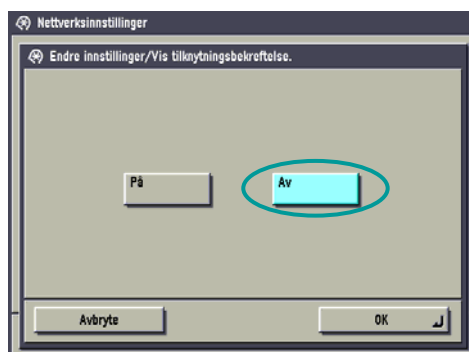 Nettverksinnstillinger
Endre innstillinger/Vis tilknytningsbekreftelse.
På
Av
Avbryte
OK